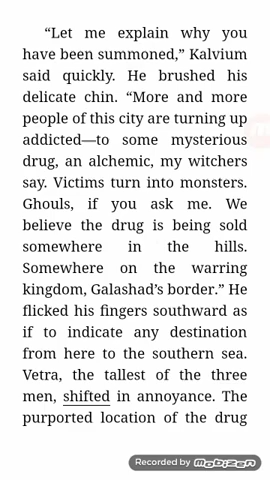 “Let me explain why you
have been summoned,” Kalvium
said quickly. He brushed his
delicate chin. “More and more
people of this city are turning up
addicted—to some mysterious
drug, an alchemic, my witchers
say. Victims turn into monsters.
Ghouls, if you ask me. We
believe the drug is being sold
somewhere in the hills.
Somewhere on the warring
kingdom, Galashad’s border.” He
flicked his fingers southward as
if to indicate any destination
from here to the southern sea.
Vetra, the tallest of the three
men, shifted in annoyance. The
purported location of the drug
Recorded by Mobizen